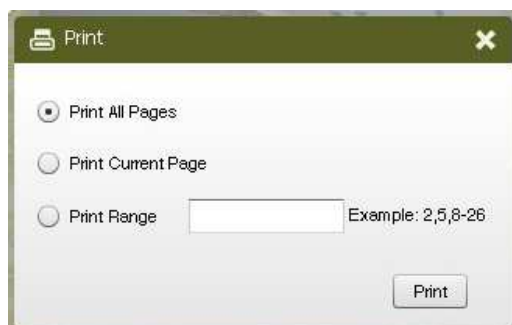 Print
Print All Pages
Print Current Page
Print Range Example: 2,5,8-26
Print